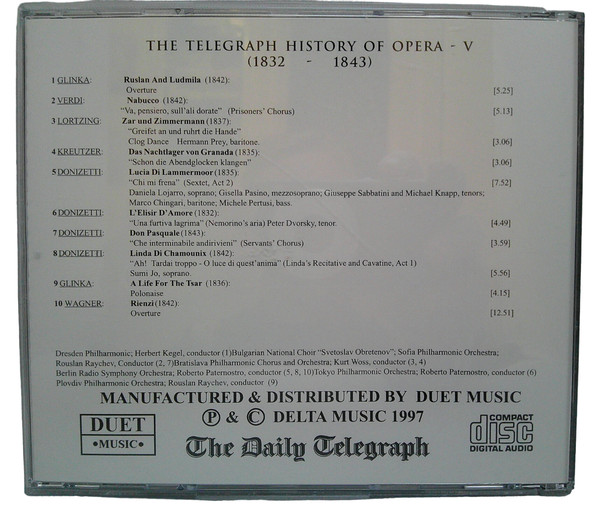 THE TELEGRAPH HISTORY OF OPERA - V
(1832 - 1843)
1 GLINKA: Ruslan And Ludmila (1842):
Overture [5.25]
2 VERDI: Nabucco (1842):
"Va, pensiero, sull'ali dorate" (Prisoners' Chorus) [5.13]
3 LORTZING: Zar und Zimmermann (1837):
"Greifet an und ruhrt die Hande"
Clog Dance Hermann Prey, baritone. [3.06]
4 KREUTZER: Das Nachtlager von Granada (1835):
"Schon die Abendglocken klangen" [3.06]
5 DONIZETTI: Lucia Di Lammermoor (1835):
"Chi mi frena" (Sextet, Act 2) [7.52]
Daniela Lojarro, soprano; Gisella Pasino, mezzosoprano; Giuseppe Sabbatini and Michael Knapp, tenors;
Marco Chingari, baritone; Michele Pertusi, bass.
6 DONIZETTI: L'Elisir D'Amore (1832):
"Una furtiva lagrima" (Nemorino's aria) Peter Dvorsky, tenor. [4.49]
7 DONIZETTI: Don Pasquale (1843):
"Che interminabile andirivieni" (Servants' Chorus) [3.59]
8 DONIZETTI: Linda Di Chamounix (1842):
"Ah! Tardai troppo - O luce di quest'animà" (Linda's Recitative and Cavatine, Act 1)
Sumi Jo, soprano. [5.56]
9 GLINKA: A Life For The Tsar (1836):
Polonaise [4.15]
10 WAGNER: Rienzi (1842):
Overture [12.51]
Dresden Philharmonic; Herbert Kegel, conductor (1)Bulgarian National Choir "Svetoslav Obretenov"; Sofia Philharmonic Orchestra;
Rouslan Raychev, Conductor (2, 7)Bratislava Philharmonic Chorus and Orchestra; Kurt Woss, conductor (3, 4)
Berlin Radio Symphony Orchestra; Roberto Paternostro, conductor (5, 8, 10)Tokyo Philharmonic Orchestra; Roberto Paternostro, conductor (6)
Plovdiv Philharmonic Orchestra; Rouslan Raychev, conductor (9)
MANUFACTURED & DISTRIBUTED BY DUET MUSIC
Ⓟ & © DELTA MUSIC 1997
DUET
•MUSIC•
The Daily Telegraph
COMPACT
disc
DIGITAL AUDIO